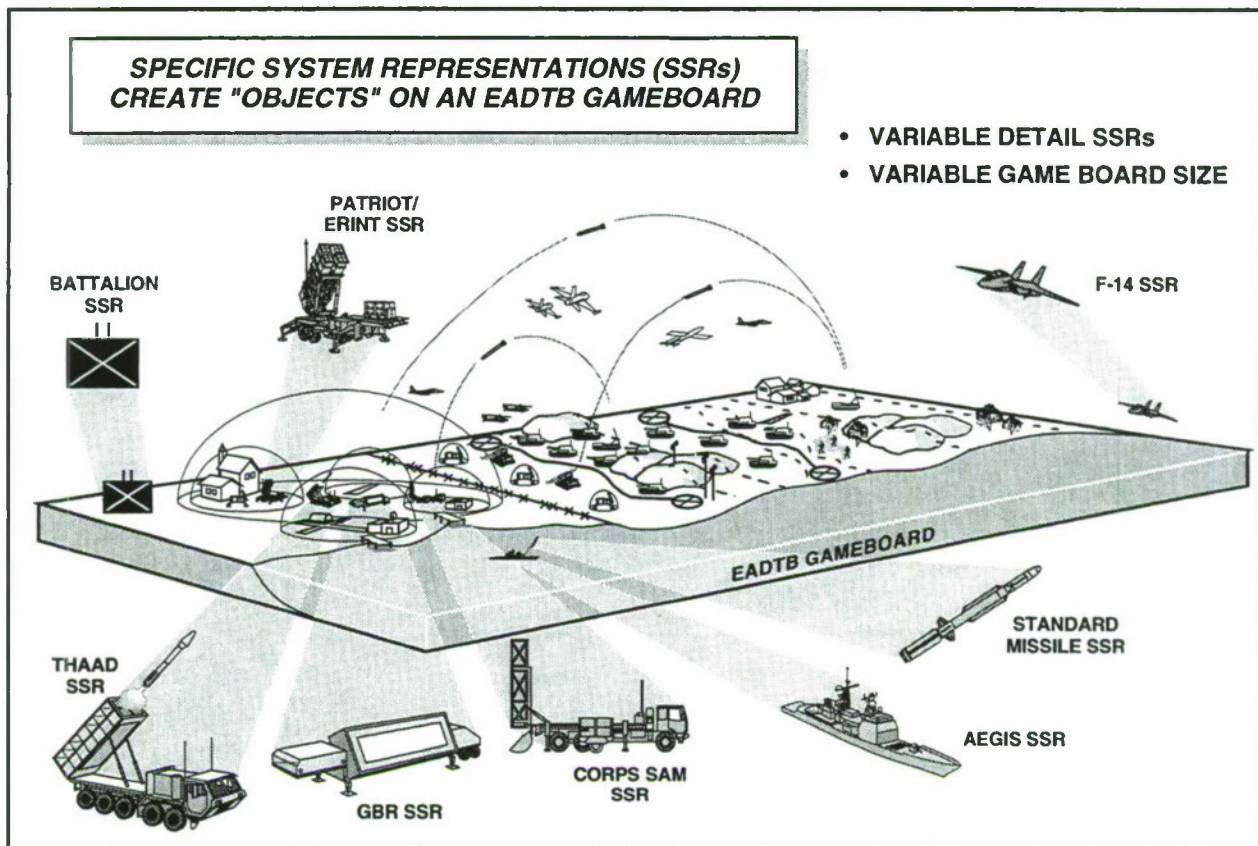 SPECIFIC SYSTEM REPRESENTATIONS (SSRs)
CREATE "OBJECTS" ON AN EADTB GAMEBOARD
• VARIABLE DETAIL SSRs
• VARIABLE GAME BOARD SIZE
PATRIOT/
ERINT SSR
BATTALION
SSR
F-14 SSR
EADTB GAMEBOARD
STANDARD
MISSILE SSR
THAAD
SSR
AEGIS SSR
CORPS SAM
SSR
GBR SSR